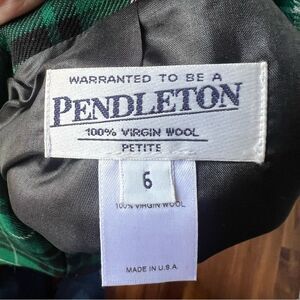 WARRANTED TO BE A
PENDLETON
100% VIRGIN WOOL
PETITE
6
100% VIRGIN WOOL
MADE IN U.S.A.